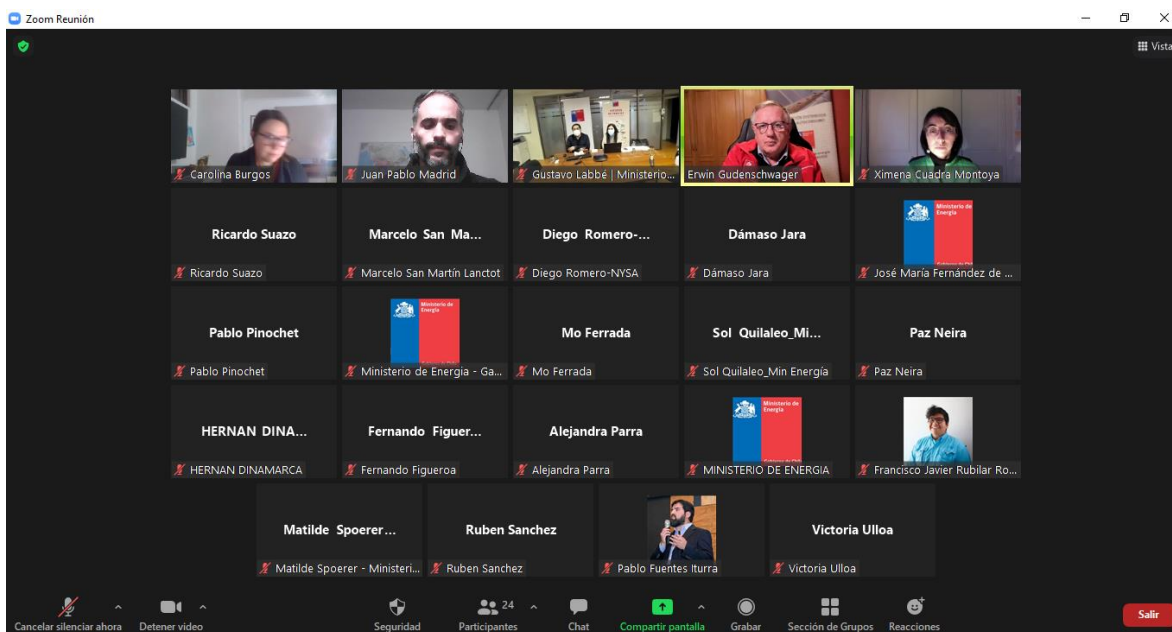 Zoom Reunión
Vista
Carolina Burgos
Juan Pablo Madrid
Gustavo Labbé | Ministerio...
Erwin Gudenschwager
Ximena Cuadra Montoya
Ricardo Suazo
Marcelo San Ma...
Diego Romero-...
Dámaso Jara
Ministerio de
Energía
Ricardo Suazo
Marcelo San Martín Lanctot
Diego Romero-NYSA
Dámaso Jara
José María Fernández de ...
Pablo Pinochet
Ministerio de
Energía
Mo Ferrada
Sol Quilaleo_Mi...
Paz Neira
Pablo Pinochet
Ministerio de Energia - Ga...
Mo Ferrada
Sol Quilaleo_Min Energía
Paz Neira
HERNAN DINA...
Fernando Figuer...
Alejandra Parra
Ministerio de
Energía
HERNAN DINAMARCA
Fernando Figueroa
Alejandra Parra
MINISTERIO DE ENERGIA
Francisco Javier Rubilar Ro...
Matilde Spoerer...
Ruben Sanchez
Victoria Ulloa
Matilde Spoerer - Ministeri...
Ruben Sanchez
Pablo Fuentes Iturra
Victoria Ulloa
Cancelar silenciar ahora
Detener video
Seguridad
24
Participantes
Chat
Compartir pantalla
Grabar
Sección de Grupos
Reacciones
Salir